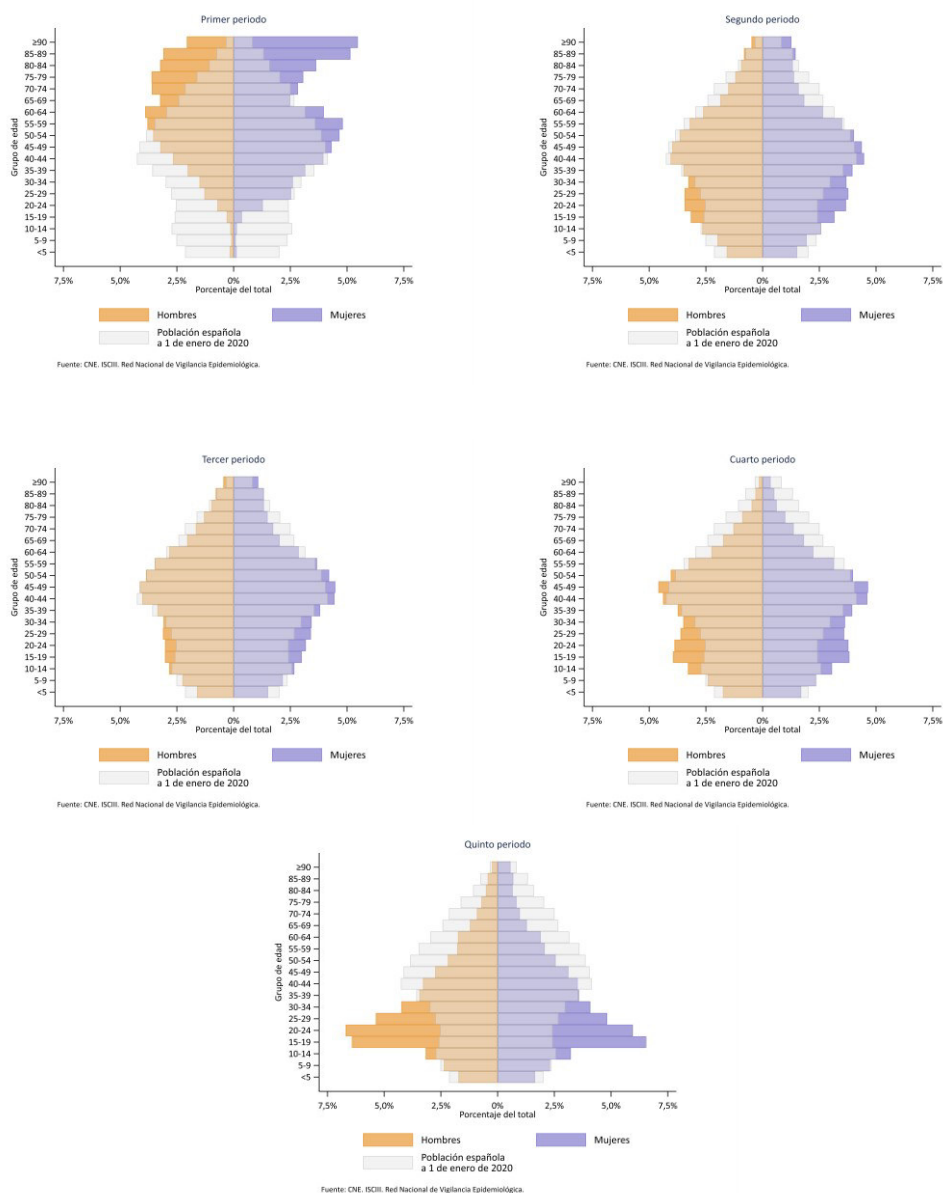 Primer periodo
Grupo de edad
≥90
85-89
80-84
75-79
70-74
65-69
60-64
55-59
50-54
45-49
40-44
35-39
30-34
25-29
20-24
15-19
10-14
5-9
<5
7,5% 5,0% 2,5% 0% 2,5% 5,0% 7,5%
Porcentaje del total
Hombres Mujeres
Población española
a 1 de enero de 2020
Fuente: CNE. ISCIII. Red Nacional de Vigilancia Epidemiológica.
Segundo periodo
Grupo de edad
≥90
85-89
80-84
75-79
70-74
65-69
60-64
55-59
50-54
45-49
40-44
35-39
30-34
25-29
20-24
15-19
10-14
5-9
<5
7,5% 5,0% 2,5% 0% 2,5% 5,0% 7,5%
Porcentaje del total
Hombres Mujeres
Población española
a 1 de enero de 2020
Fuente: CNE. ISCIII. Red Nacional de Vigilancia Epidemiológica.
Tercer periodo
Grupo de edad
≥90
85-89
80-84
75-79
70-74
65-69
60-64
55-59
50-54
45-49
40-44
35-39
30-34
25-29
20-24
15-19
10-14
5-9
<5
7,5% 5,0% 2,5% 0% 2,5% 5,0% 7,5%
Porcentaje del total
Hombres Mujeres
Población española
a 1 de enero de 2020
Fuente: CNE. ISCIII. Red Nacional de Vigilancia Epidemiológica.
Cuarto periodo
Grupo de edad
≥90
85-89
80-84
75-79
70-74
65-69
60-64
55-59
50-54
45-49
40-44
35-39
30-34
25-29
20-24
15-19
10-14
5-9
<5
7,5% 5,0% 2,5% 0% 2,5% 5,0% 7,5%
Porcentaje del total
Hombres Mujeres
Población española
a 1 de enero de 2020
Fuente: CNE. ISCIII. Red Nacional de Vigilancia Epidemiológica.
Quinto periodo
Grupo de edad
≥90
85-89
80-84
75-79
70-74
65-69
60-64
55-59
50-54
45-49
40-44
35-39
30-34
25-29
20-24
15-19
10-14
5-9
<5
7,5% 5,0% 2,5% 0% 2,5% 5,0% 7,5%
Porcentaje del total
Hombres Mujeres
Población española
a 1 de enero de 2020
Fuente: CNE. ISCIII. Red Nacional de Vigilancia Epidemiológica.